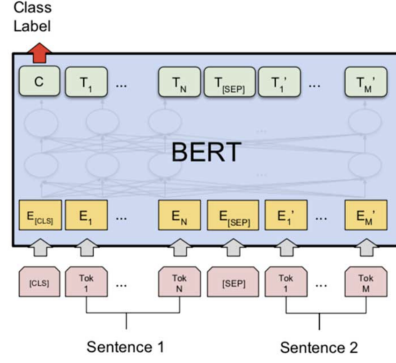 Class
Label
C T1 ... TN T[SEP] T1' ... TM'
...
...
BERT
E[CLS] E1 ... EN E[SEP] E1' ... EM'
[CLS] Tok 1 ... Tok N [SEP] Tok 1 ... Tok M
Sentence 1 Sentence 2